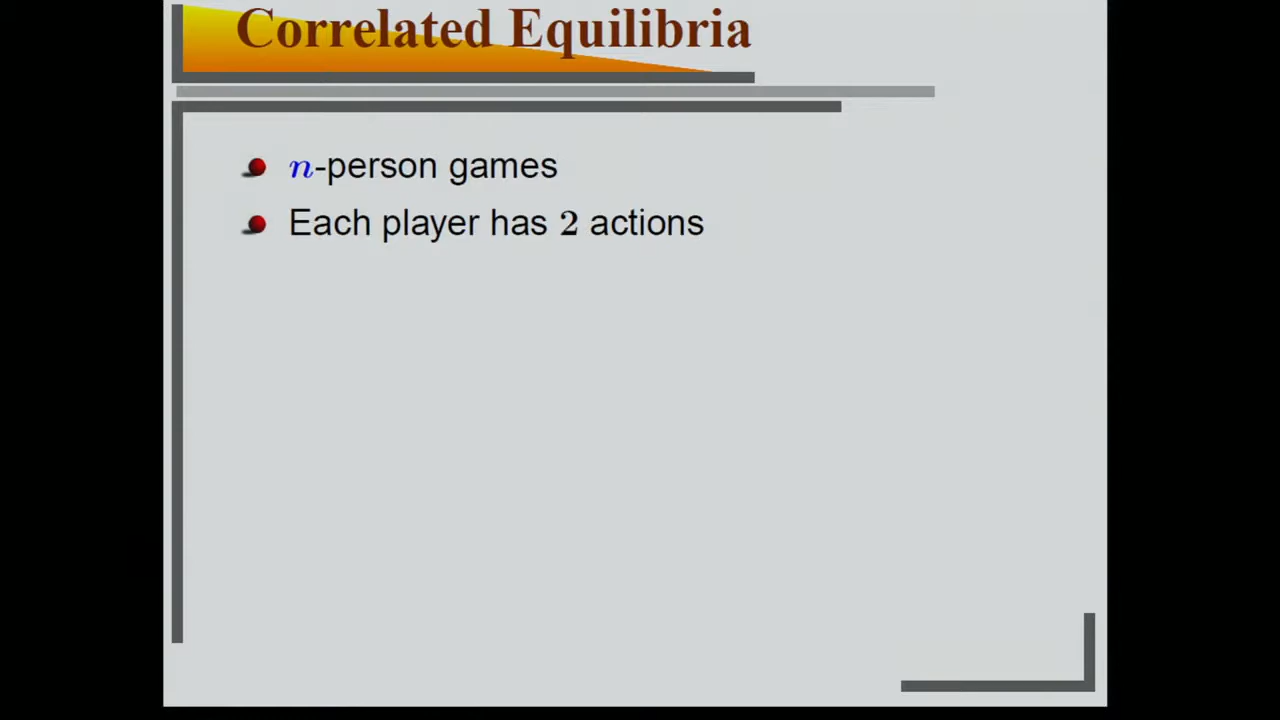 Correlated Equilibria
n-person games
Each player has 2 actions